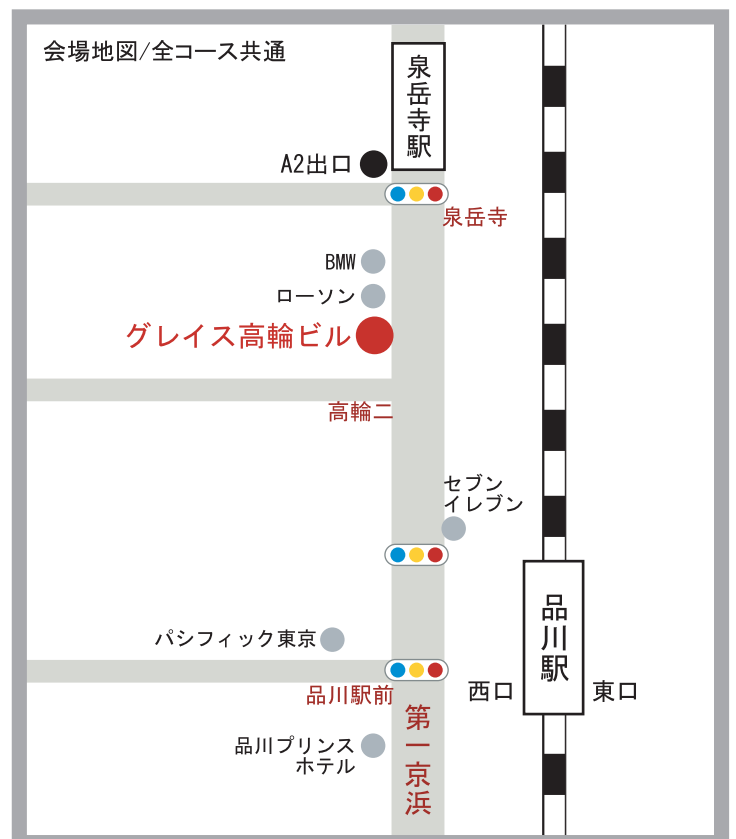 会場地図/全コース共通
泉岳寺駅
A2出口
泉岳寺
BMW
ローソン
グレイス高輪ビル
高輪二
セブン
イレブン
品川駅
パシフィック東京
品川駅前
西口
東口
第一京浜
品川プリンス
ホテル